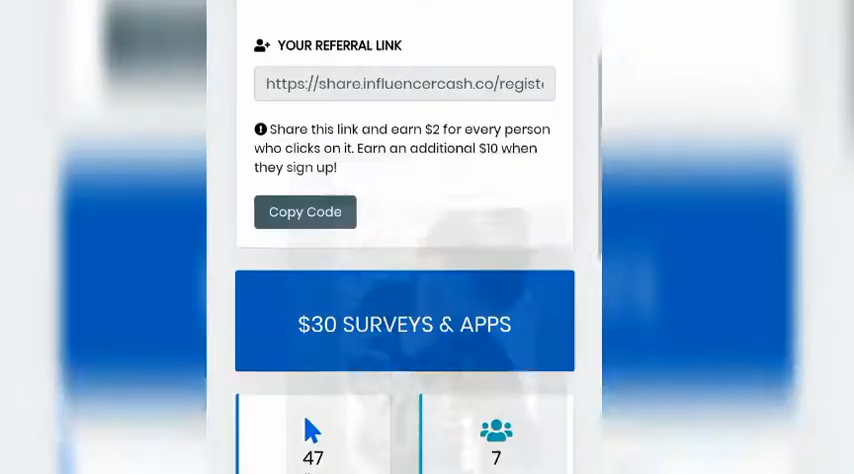 YOUR REFERRAL LINK
https://share.influencercash.co/regist
Share this link and earn $2 for every person
who clicks on it. Earn an additional $10 when
they sign up!
Copy Code
$30 SURVEYS & APPS
47
7